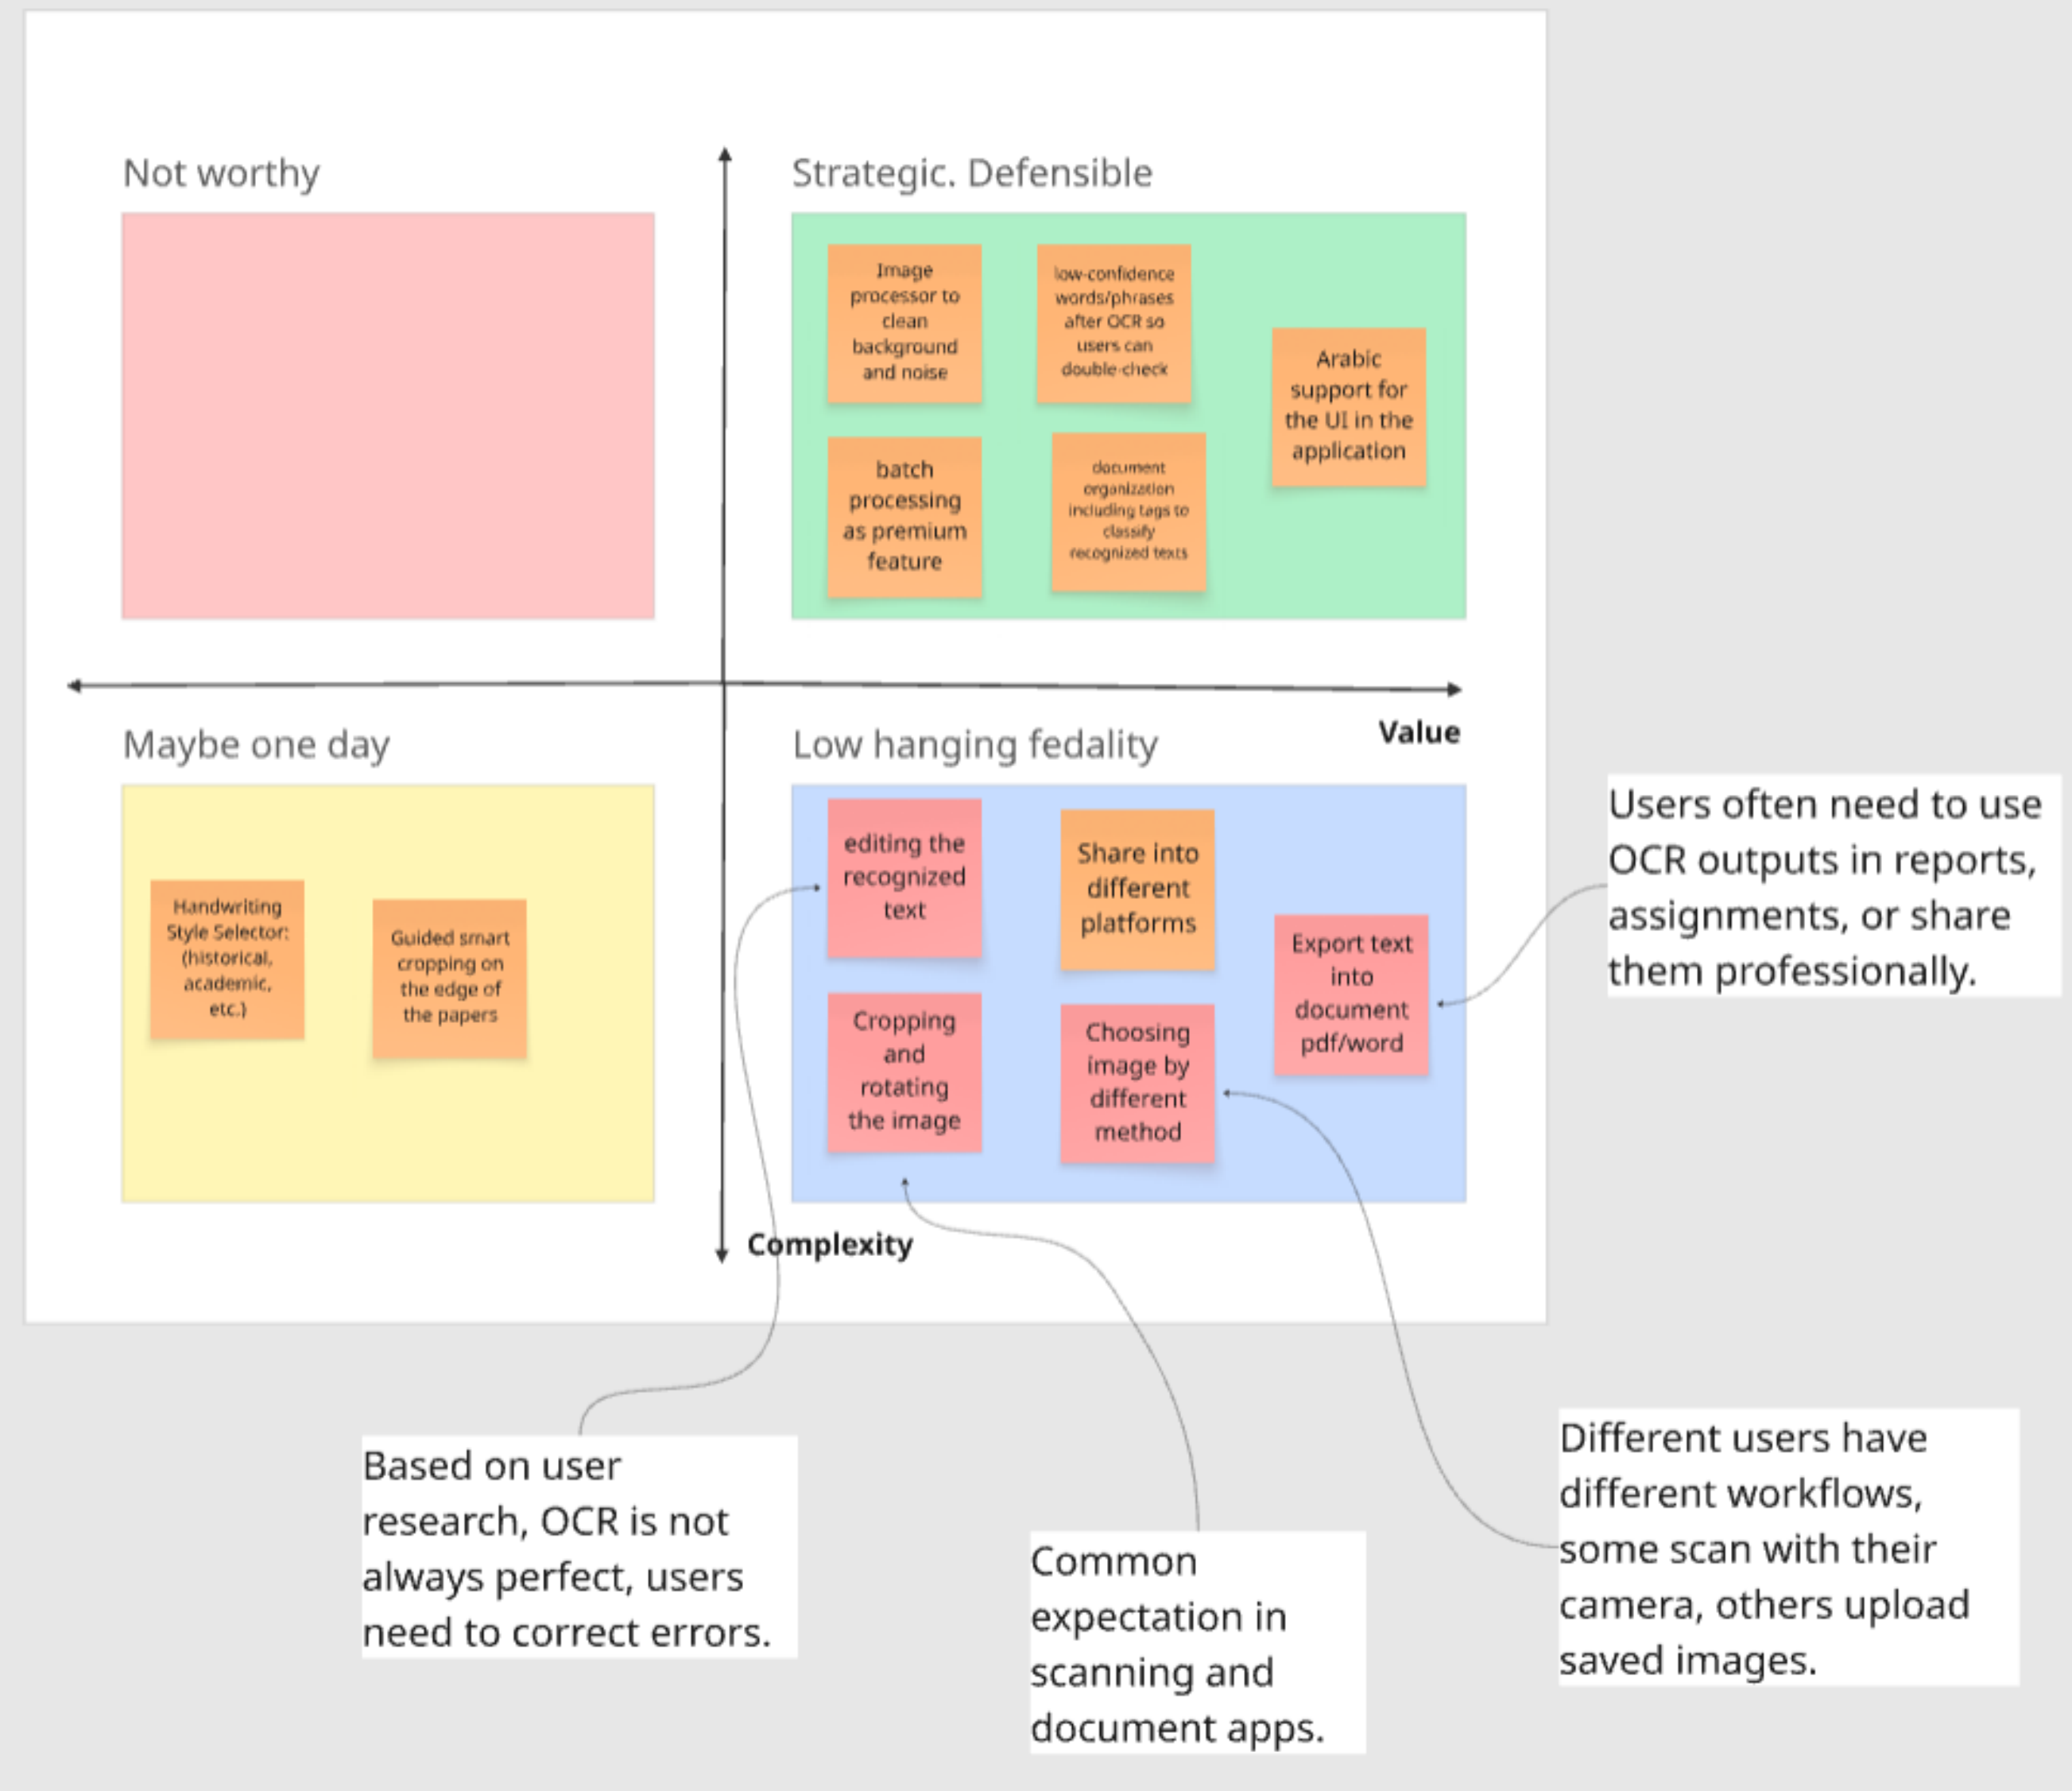 Not worthy
Strategic. Defensible
Image
processor to
clean
background
and noise
low-confidence
words/phrases
after OCR so
users can
double-check
Arabic
support for
the UI in the
application
batch
processing
as premium
feature
document
organization
including tags to
classify
recognized texts
Value
Maybe one day
Low hanging fedality
Handwriting
Style Selector:
(historical,
academic,
etc.)
Guided smart
cropping on
the edge of
the papers
editing the
recognized
text
Share into
different
platforms
Export text
into
document
pdf/word
Cropping
and
rotating
the image
Choosing
image by
different
method
Complexity
Users often need to use
OCR outputs in reports,
assignments, or share
them professionally.
Based on user
research, OCR is not
always perfect, users
need to correct errors.
Common
expectation in
scanning and
document apps.
Different users have
different workflows,
some scan with their
camera, others upload
saved images.